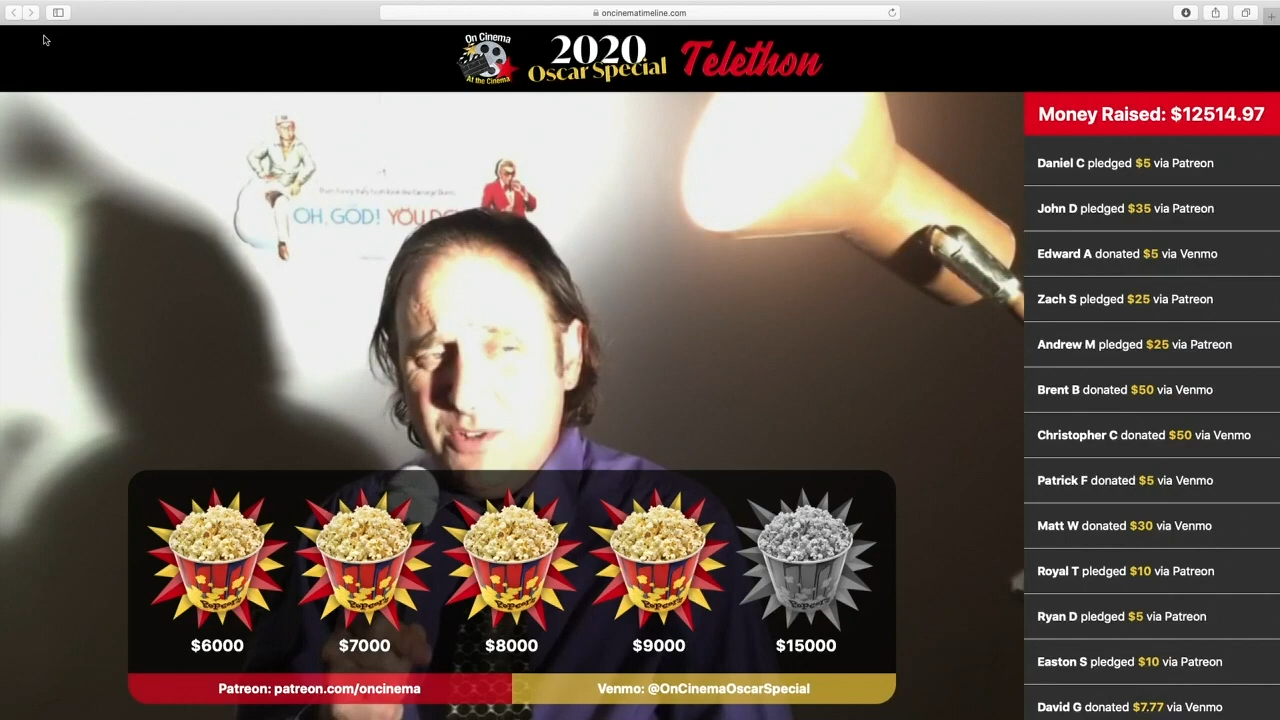 oncinematimeline.com
On Cinema
At the Cinema
2020
Oscar Special
Telethon
Money Raised: $12514.97
Daniel C pledged $5 via Patreon
John D pledged $35 via Patreon
Edward A donated $5 via Venmo
Zach S pledged $25 via Patreon
Andrew M pledged $25 via Patreon
Brent B donated $50 via Venmo
Christopher C donated $50 via Venmo
Patrick F donated $5 via Venmo
Matt W donated $30 via Venmo
Royal T pledged $10 via Patreon
Ryan D pledged $5 via Patreon
Easton S pledged $10 via Patreon
David G donated $7.77 via Venmo
OH, GOD! YOU
Popcorn
Popcorn
Popcorn
Popcorn
Popcorn
$6000
$7000
$8000
$9000
$15000
Patreon: patreon.com/oncinema
Venmo: @OnCinemaOscarSpecial